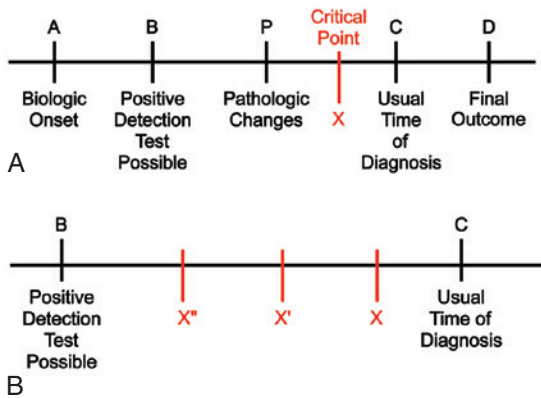 A B P Critical Point C D
Biologic Onset
Positive Detection Test Possible
Pathologic Changes
X
Usual Time of Diagnosis
Final Outcome
A
B C
Positive Detection Test Possible
X" X' X
Usual Time of Diagnosis
B